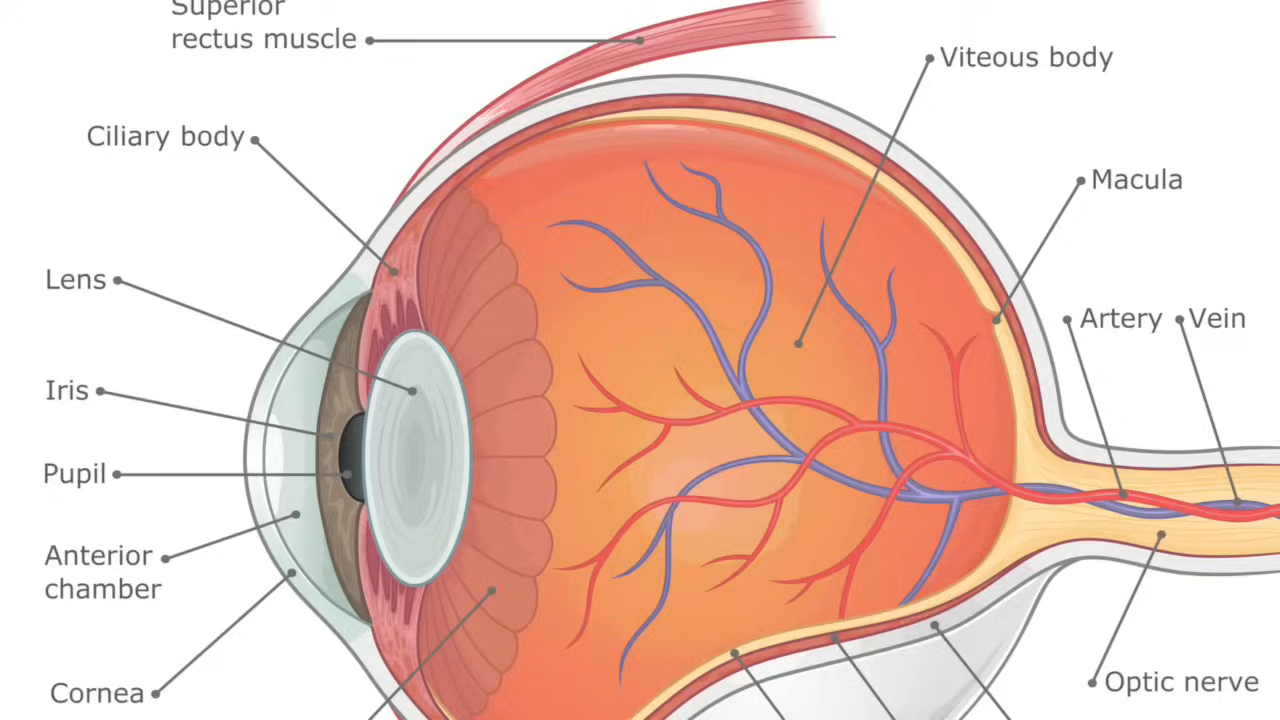 Superior
rectus muscle
Viteous body
Ciliary body
Macula
Lens
Artery
Vein
Iris
Pupil
Anterior
chamber
Cornea
Optic nerve